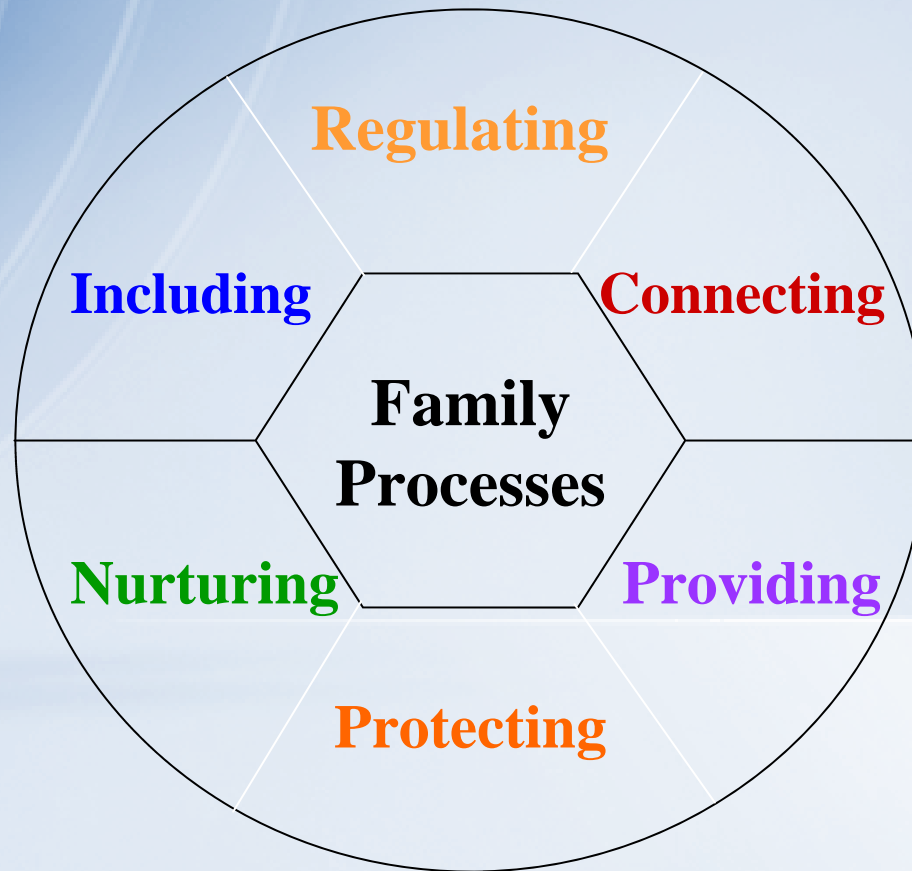 Regulating
Including
Connecting
Family
Processes
Nurturing
Providing
Protecting